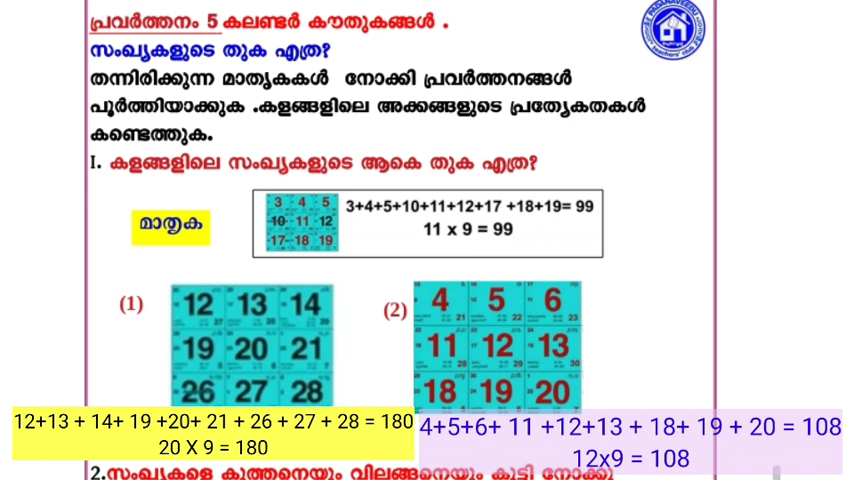 പ്രവർത്തനം 5 കലണ്ടർ കൗതുകങ്ങൾ .
സംഖ്യകളുടെ തുക എത്ര?
തന്നിരിക്കുന്ന മാതൃകകൾ നോക്കി പ്രവർത്തനങ്ങൾ
പൂർത്തിയാക്കുക .കളങ്ങളിലെ അക്കങ്ങളുടെ പ്രത്യേകതകൾ
കണ്ടെത്തുക.
I. കളങ്ങളിലെ സംഖ്യകളുടെ ആകെ തുക എത്ര?
മാതൃക
3 4 5
10 11 12
17 18 19
3+4+5+10+11+12+17 +18+19= 99
11 x 9 = 99
(1)
12 13 14
19 20 21
26 27 28
(2)
4 5 6
11 12 13
18 19 20
12+13 + 14+ 19 +20+ 21 + 26 + 27 + 28 = 180
20 X 9 = 180
4+5+6+ 11 +12+13 + 18+ 19 + 20 = 108
12x9 = 108
2.സംഖ്യകളെ കുത്തനെയും വിലങ്ങനെയും കൂട്ടി നോക്കൂ